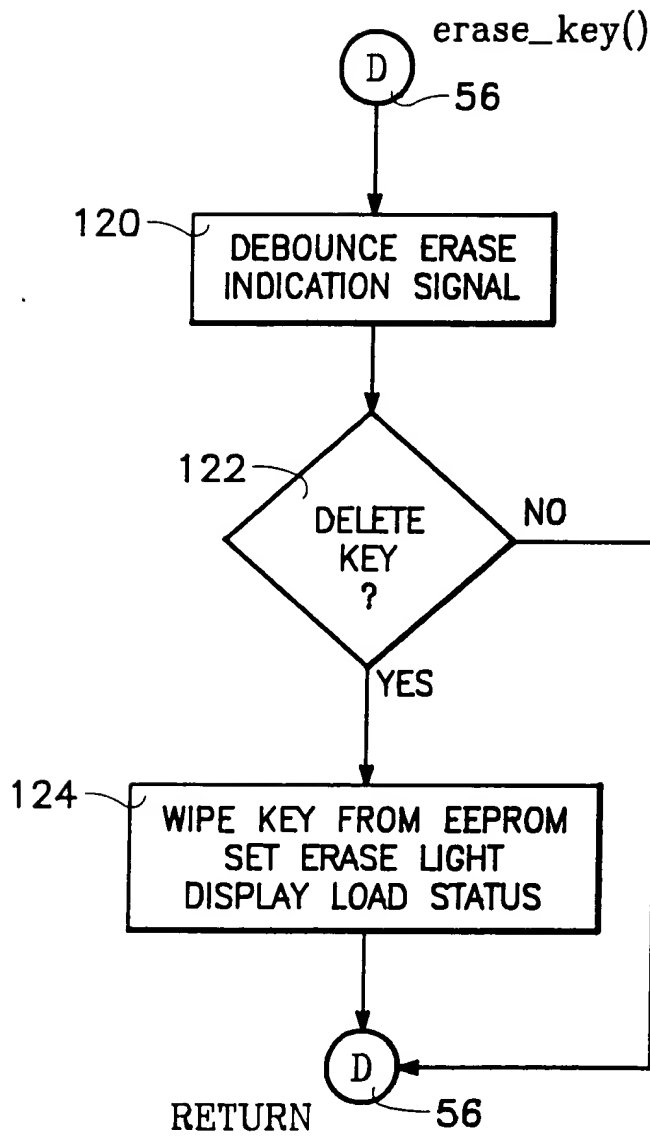 erase_key()
D
56
120
DEBOUNCE ERASE
INDICATION SIGNAL
122
DELETE
KEY
?
NO
YES
124
WIPE KEY FROM EEPROM
SET ERASE LIGHT
DISPLAY LOAD STATUS
D
56
RETURN